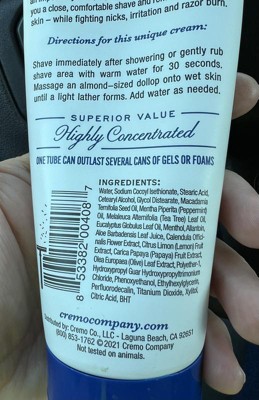 you a close, comfortable shave and
skin – while fighting nicks, irritation and razor burn.
Directions for this unique cream:
Shave immediately after showering or gently rub
shave area with warm water for 30 seconds.
Massage an almond-sized dollop onto wet skin
until a light lather forms. Add water as needed.
SUPERIOR VALUE
Highly Concentrated
ONE TUBE CAN OUTLAST SEVERAL CANS OF GELS OR FOAMS
INGREDIENTS:
Water, Sodium Cocoyl Isethionate, Stearic Acid,
Cetearyl Alcohol, Glycol Distearate, Macadamia
Ternifolia Seed Oil, Mentha Piperita (Peppermint)
Oil, Melaleuca Alternifolia (Tea Tree) Leaf Oil,
Eucalyptus Globulus Leaf Oil, Menthol, Allantoin,
Aloe Barbadensis Leaf Juice, Calendula Offici-
nalis Flower Extract, Citrus Limon (Lemon) Fruit
Extract, Carica Papaya (Papaya) Fruit Extract,
Olea Europaea (Olive) Leaf Extract, Polyether-1,
Hydroxypropyl Guar Hydroxypropyltrimonium
Chloride, Phenoxyethanol, Ethylhexylglycerin,
Perfluorodecalin, Titanium Dioxide, Xylitol,
Citric Acid, BHT
8 53382 00408 7
cremocompany.com
Distributed by: Cremo Co., LLC - Laguna Beach, CA 92651
(800) 853-1762 © 2021 Cremo Company
Not tested on animals.